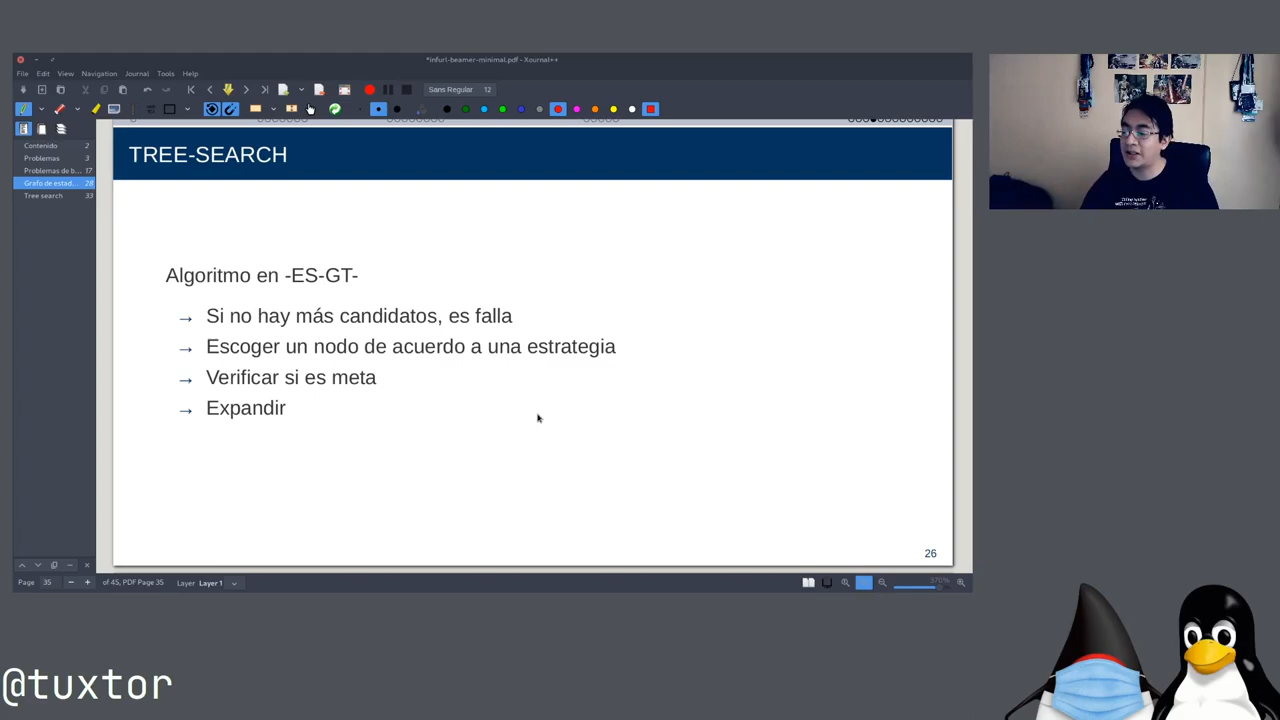 *infurl-beamer-minimal.pdf - Xournal++
File Edit View Navigation Journal Tools Help
Sans Regular 12
Contenido 2
Problemas 3
Problemas de b... 17
Grafo de estad... 28
Tree search 33
TREE-SEARCH
Algoritmo en -ES-GT-
→ Si no hay más candidatos, es falla
→ Escoger un nodo de acuerdo a una estrategia
→ Verificar si es meta
→ Expandir
26
Page 35 of 45, PDF Page 35 Layer Layer 1 370%
@tuxtor